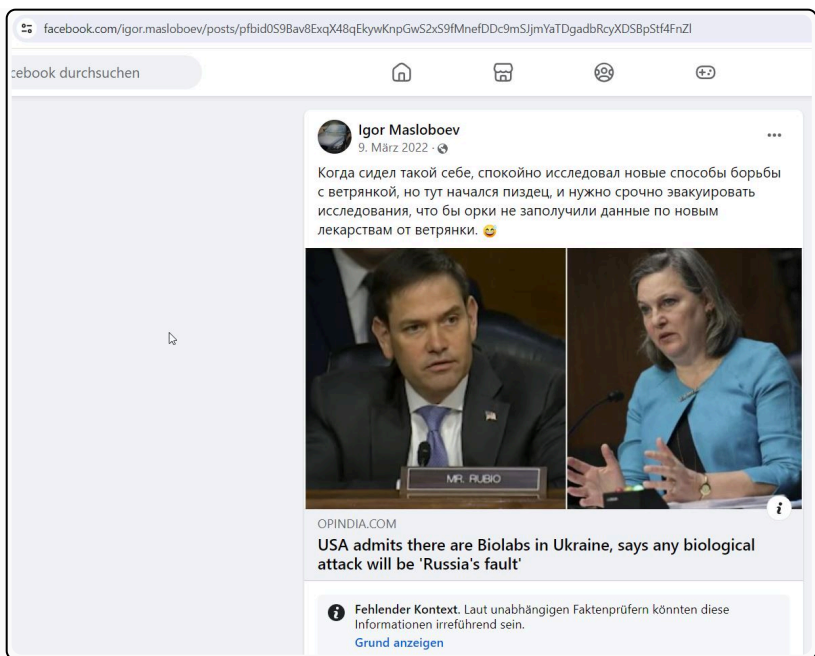 facebook.com/igor.masloboev/posts/pfbid0S9Bav8ExqX48qEkywKnpGwS2xS9fMnefDDc9mSJjmYaTDgadbRcyXDSBpStf4FnZl
cebook durchsuchen
Igor Masloboev
9. März 2022 ·
Когда сидел такой себе, спокойно исследовал новые способы борьбы
с ветрянкой, но тут начался пиздец, и нужно срочно эвакуировать
исследования, что бы орки не заполучили данные по новым
лекарствам от ветрянки. 😅
MR. RUBIO
OPINDIA.COM
USA admits there are Biolabs in Ukraine, says any biological
attack will be 'Russia's fault'
Fehlender Kontext. Laut unabhängigen Faktenprüfern könnten diese
Informationen irreführend sein.
Grund anzeigen